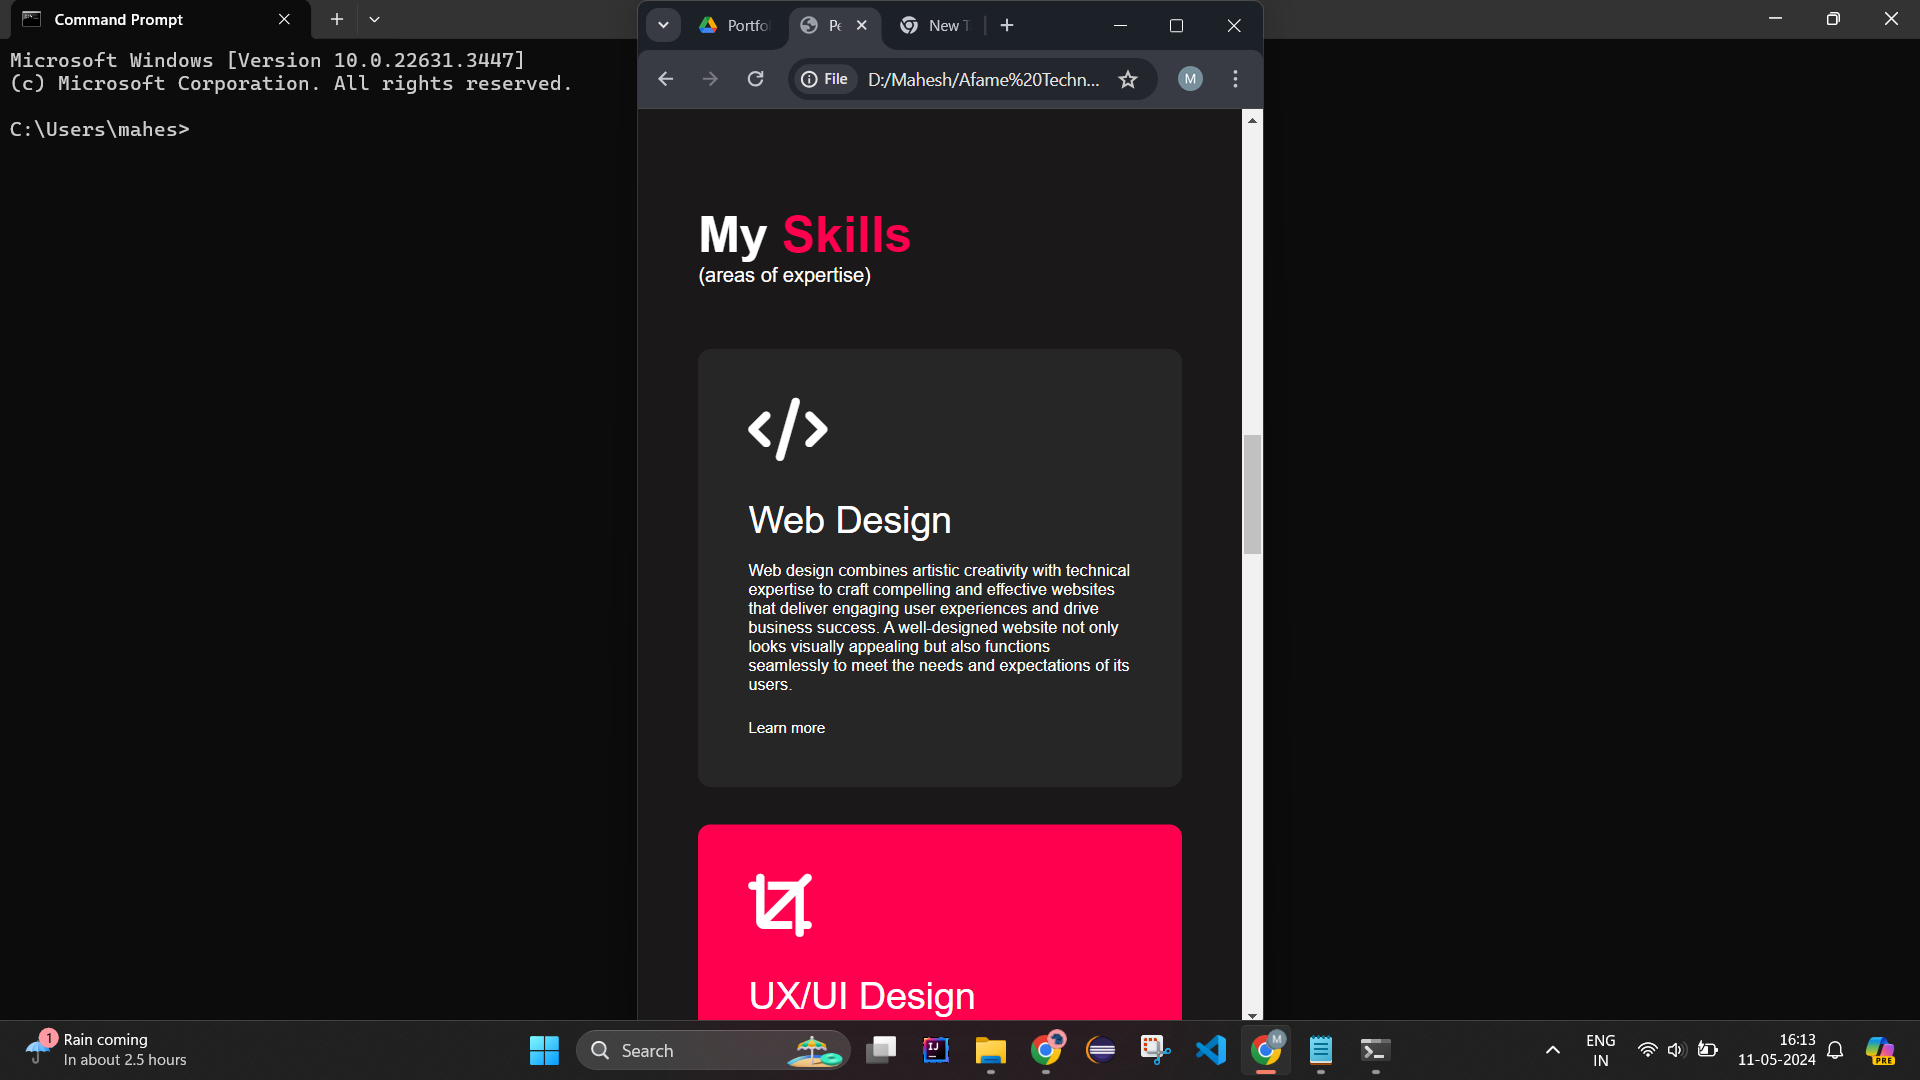 Command Prompt
Microsoft Windows [Version 10.0.22631.3447]
(c) Microsoft Corporation. All rights reserved.
C:\Users\mahes>
Portfo
Pe
New T
File
D:/Mahesh/Afame%20Techn...
M
My Skills
(areas of expertise)
Web Design
Web design combines artistic creativity with technical
expertise to craft compelling and effective websites
that deliver engaging user experiences and drive
business success. A well-designed website not only
looks visually appealing but also functions
seamlessly to meet the needs and expectations of its
users.
Learn more
UX/UI Design
1
Rain coming
In about 2.5 hours
Search
IJ
M
ENG
IN
16:13
11-05-2024
PRE